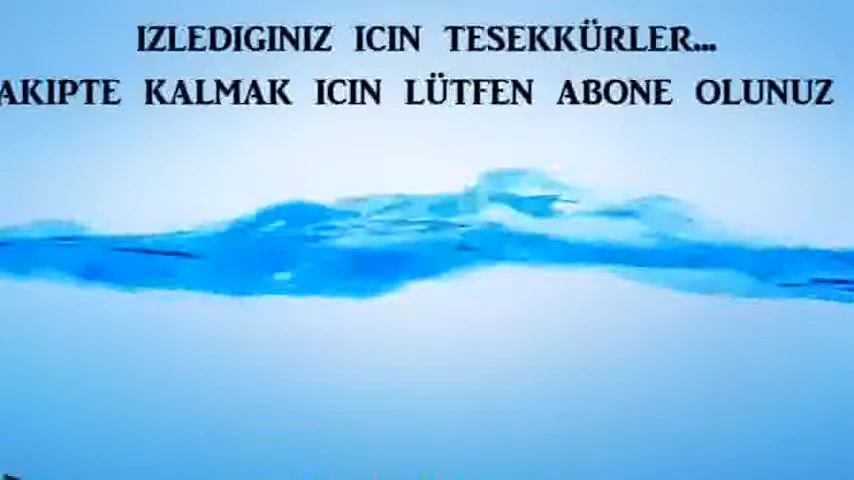 IZLEDIGINIZ ICIN TESEKKÜRLER...
AKIPTE KALMAK ICIN LÜTFEN ABONE OLUNUZ